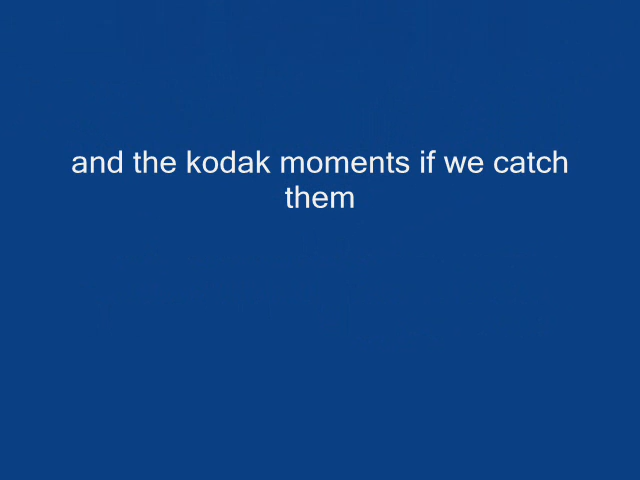 and the kodak moments if we catch
them